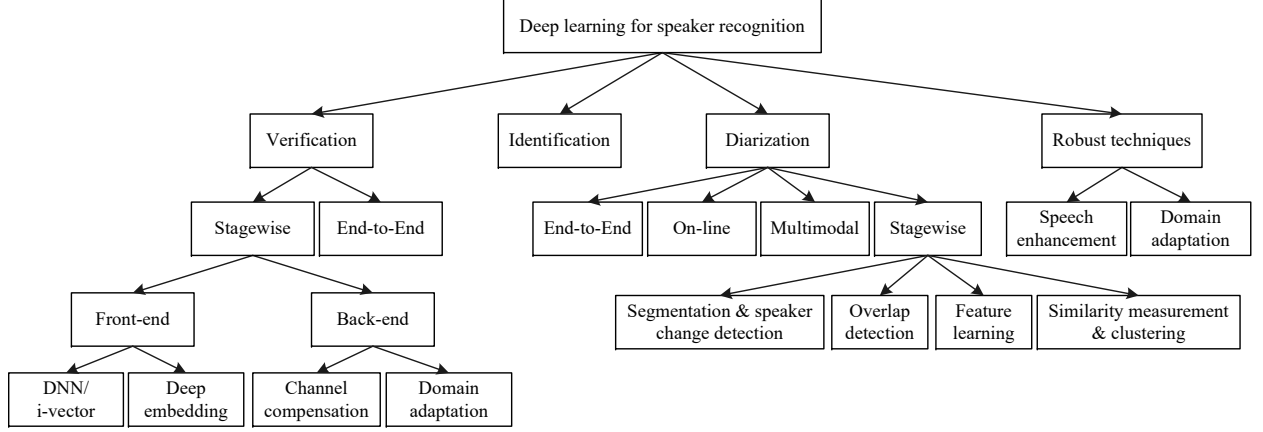 Deep learning for speaker recognition
Verification
Identification
Diarization
Robust techniques
Stagewise
End-to-End
End-to-End
On-line
Multimodal
Stagewise
Speech
enhancement
Domain
adaptation
Front-end
Back-end
Segmentation & speaker
change detection
Overlap
detection
Feature
learning
Similarity measurement
& clustering
DNN/
i-vector
Deep
embedding
Channel
compensation
Domain
adaptation